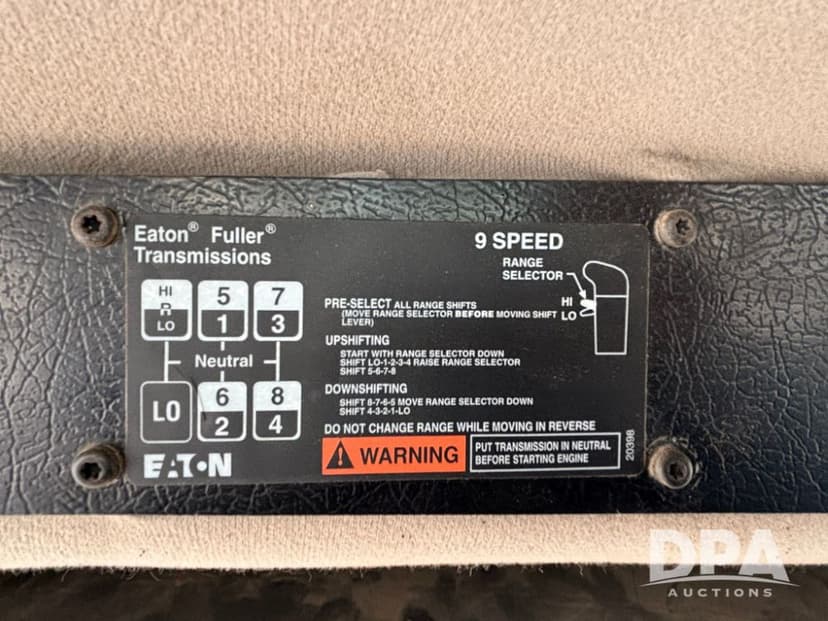 Eaton® Fuller®
Transmissions
9 SPEED
RANGE
SELECTOR
HI
LO
HI
R
LO
5
1
7
3
Neutral
LO
6
2
8
4
PRE-SELECT ALL RANGE SHIFTS
(MOVE RANGE SELECTOR BEFORE MOVING SHIFT
LEVER)
UPSHIFTING
START WITH RANGE SELECTOR DOWN
SHIFT LO-1-2-3-4 RAISE RANGE SELECTOR
SHIFT 5-6-7-8
DOWNSHIFTING
SHIFT 8-7-6-5 MOVE RANGE SELECTOR DOWN
SHIFT 4-3-2-1-LO
DO NOT CHANGE RANGE WHILE MOVING IN REVERSE
EATON
WARNING
PUT TRANSMISSION IN NEUTRAL
BEFORE STARTING ENGINE
20398
DPA
AUCTIONS